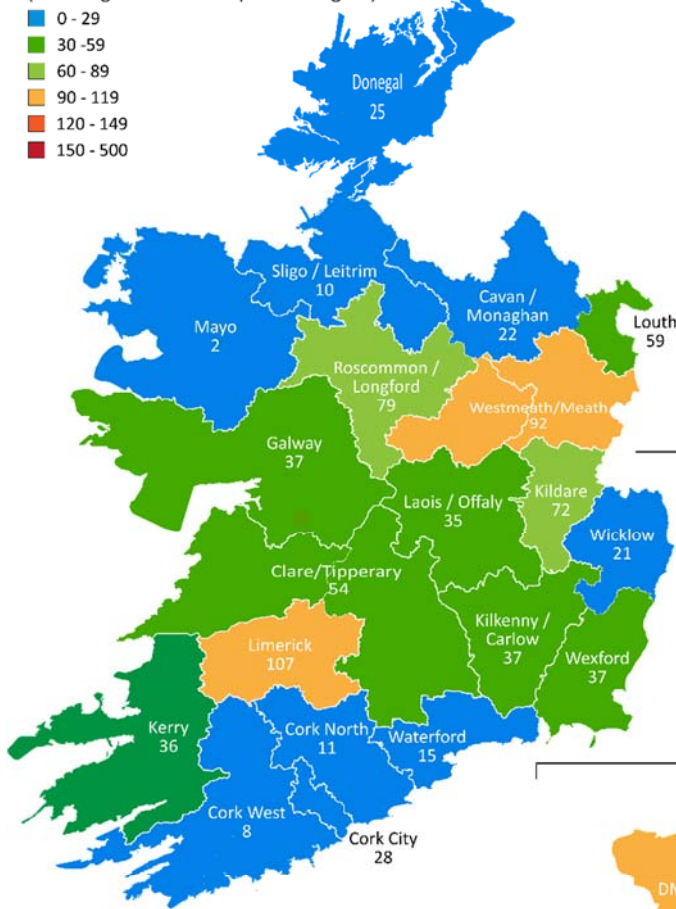 0 - 29
30 -59
60 - 89
90 - 119
120 - 149
150 - 500
Donegal
25
Sligo / Leitrim
10
Cavan /
Monaghan
22
Louth
59
Mayo
2
Roscommon /
Longford
79
Westmeath/Meath
92
Galway
37
Laois / Offaly
35
Kildare
72
Wicklow
21
Clare/Tipperary
54
Kilkenny /
Carlow
37
Limerick
107
Wexford
37
Kerry
36
Cork North
11
Waterford
15
Cork West
8
Cork City
28